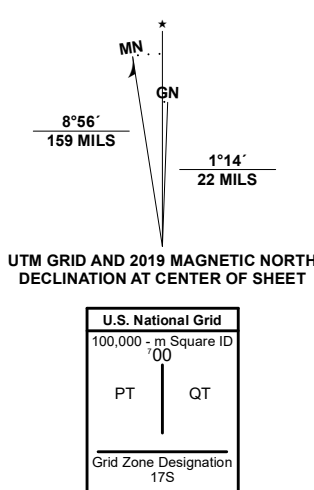 ★
MN
GN
8°56´
159 MILS
1°14´
22 MILS
UTM GRID AND 2019 MAGNETIC NORTH
DECLINATION AT CENTER OF SHEET
U.S. National Grid
100,000 - m Square ID
⁷00
PT QT
Grid Zone Designation
17S